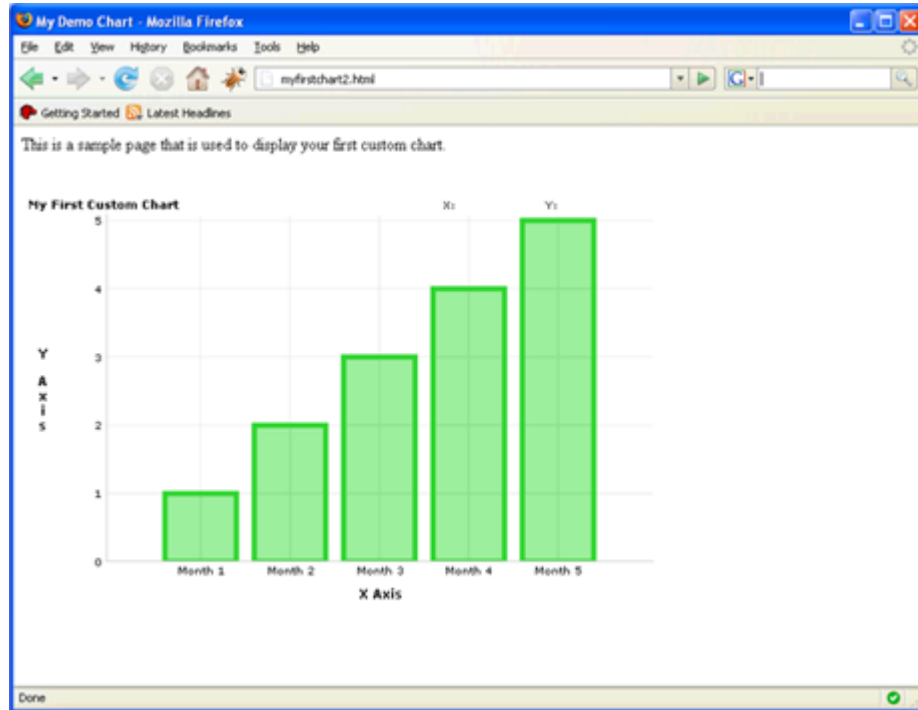 My Demo Chart - Mozilla Firefox
File Edit View History Bookmarks Tools Help
myfirstchart2.html
G
Getting Started Latest Headlines
This is a sample page that is used to display your first custom chart.
My First Custom Chart X: Y:
5
4
3
2
1
0
Y Axis
Month 1 Month 2 Month 3 Month 4 Month 5
X Axis
Done